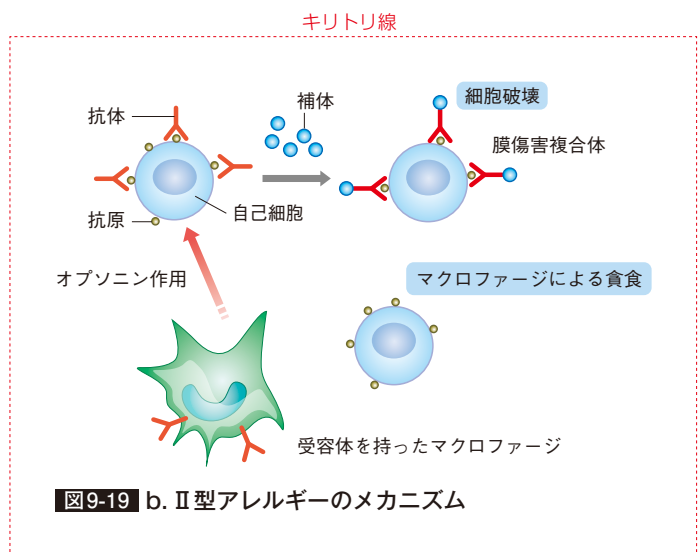 キリトリ線
抗体
補体
細胞破壊
膜傷害複合体
抗原
自己細胞
オプソニン作用
マクロファージによる貪食
受容体を持ったマクロファージ
図9-19 b. Ⅱ型アレルギーのメカニズム